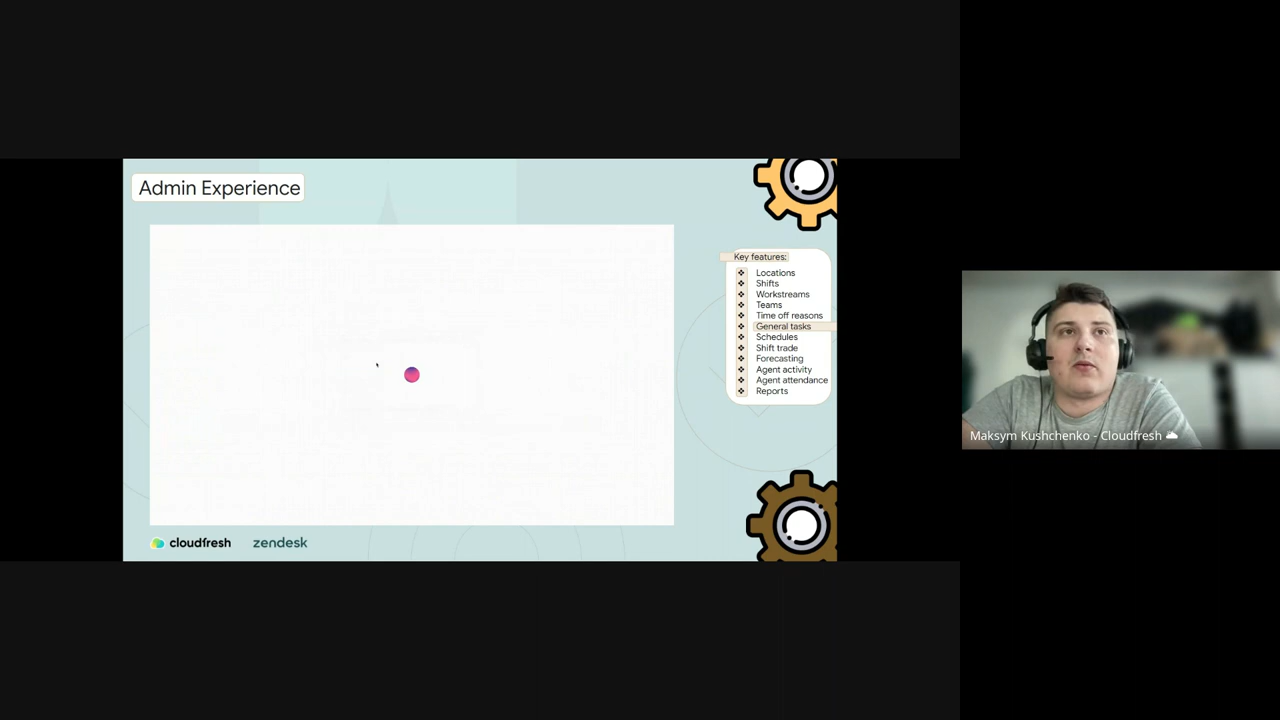 Admin Experience
Key features:
❖ Locations
❖ Shifts
❖ Workstreams
❖ Teams
❖ Time off reasons
❖ General tasks
❖ Schedules
❖ Shift trade
❖ Forecasting
❖ Agent activity
❖ Agent attendance
❖ Reports
cloudfresh zendesk
Maksym Kushchenko - Cloudfresh 🌥